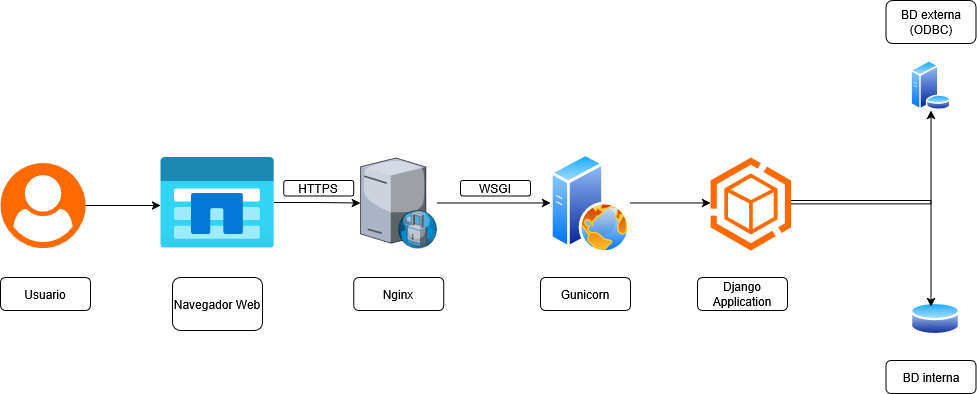 BD externa
(ODBC)
HTTPS
WSGI
Usuario
Navegador Web
Nginx
Gunicorn
Django
Application
BD interna